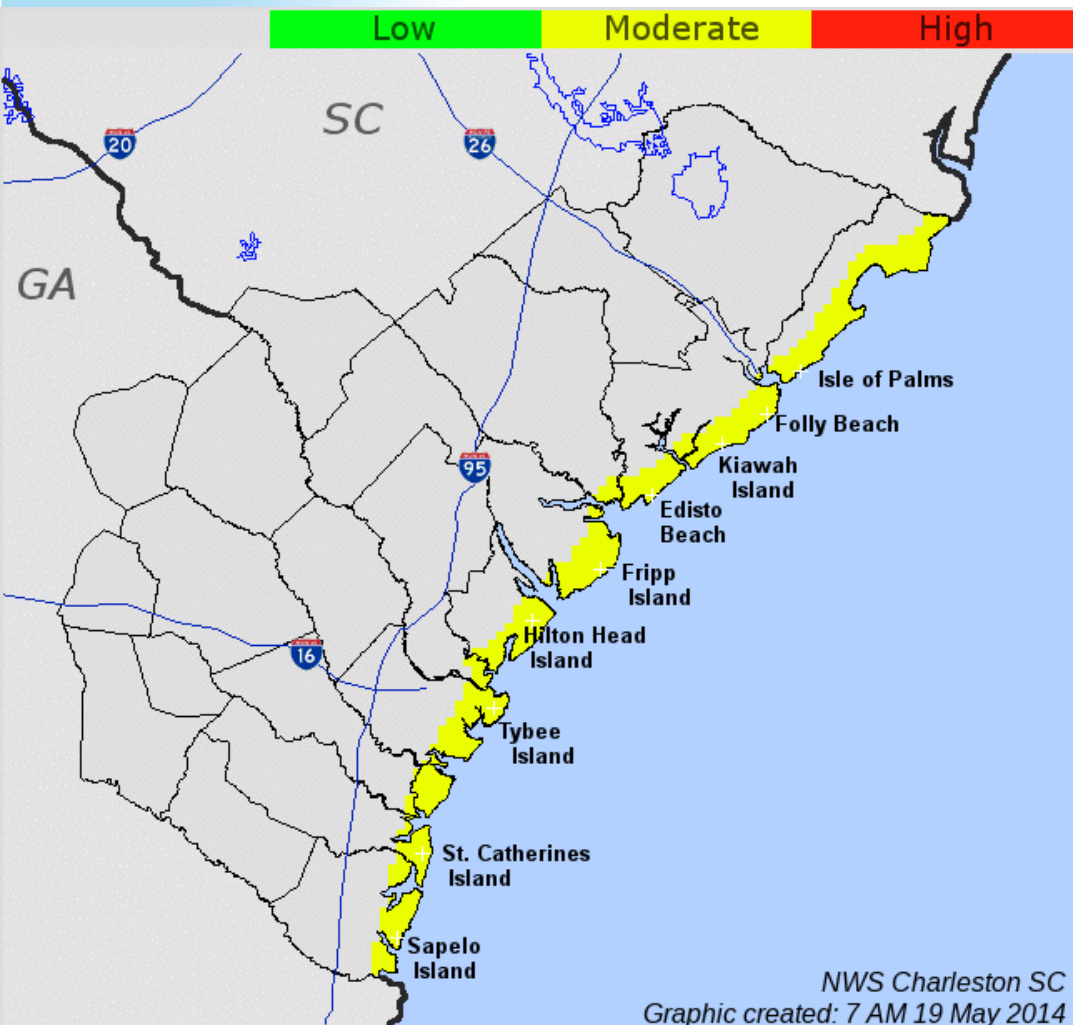 Low Moderate High
SC
20
26
GA
Isle of Palms
Folly Beach
Kiawah
Island
95
Edisto
Beach
Fripp
Island
Hilton Head
Island
16
Tybee
Island
St. Catherines
Island
Sapelo
Island
NWS Charleston SC
Graphic created: 7 AM 19 May 2014